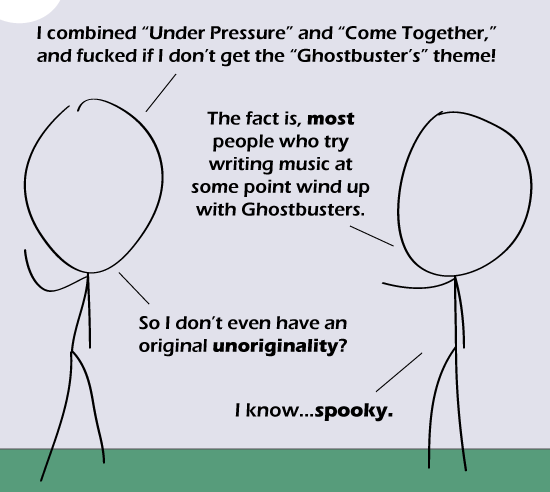 I combined “Under Pressure” and “Come Together,”
and fucked if I don’t get the “Ghostbuster’s” theme!
The fact is, most
people who try
writing music at
some point wind up
with Ghostbusters.
So I don’t even have an
original unoriginality?
I know...spooky.